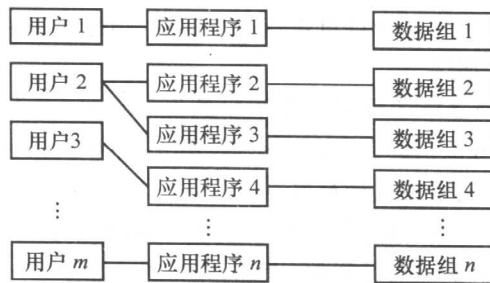 用户 1 应用程序 1 数据组 1
用户 2 应用程序 2 数据组 2
应用程序 3 数据组 3
用户3
应用程序 4 数据组 4
⋮ ⋮ ⋮
用户 m 应用程序 n 数据组 n